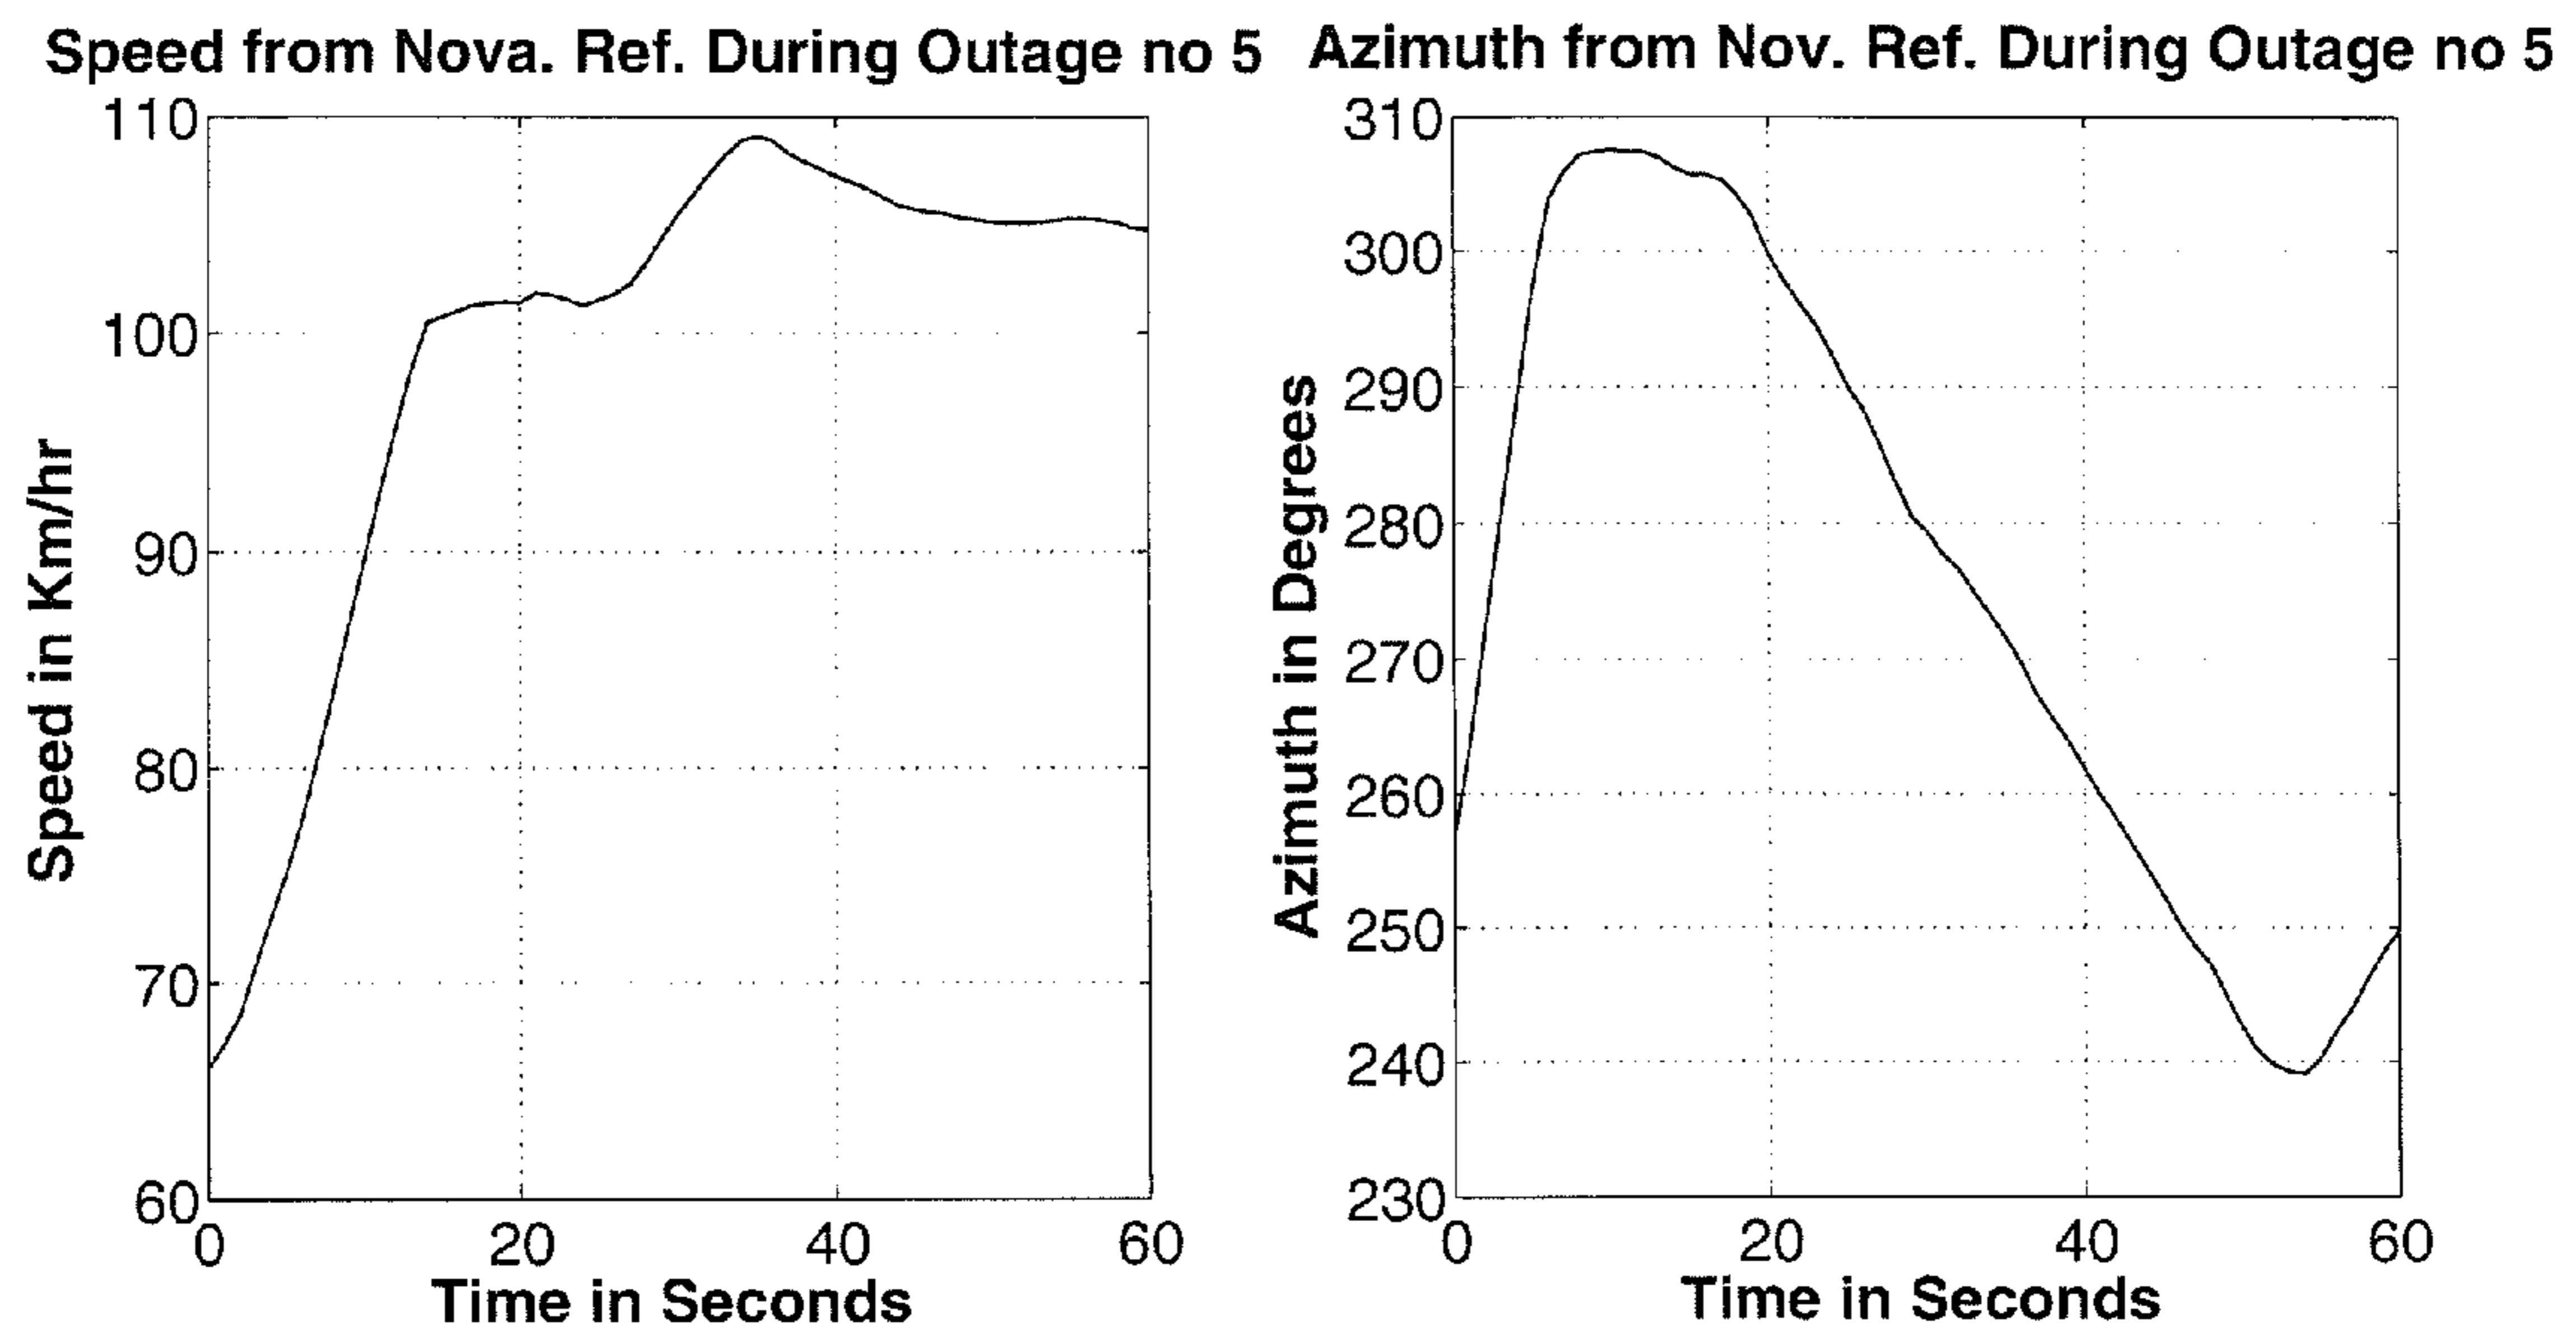 Speed from Nova. Ref. During Outage no 5
110
100
90
80
70
60
0 20 40 60
Speed in Km/hr
Time in Seconds
Azimuth from Nov. Ref. During Outage no 5
310
300
290
280
270
260
250
240
230
0 20 40 60
Azimuth in Degrees
Time in Seconds